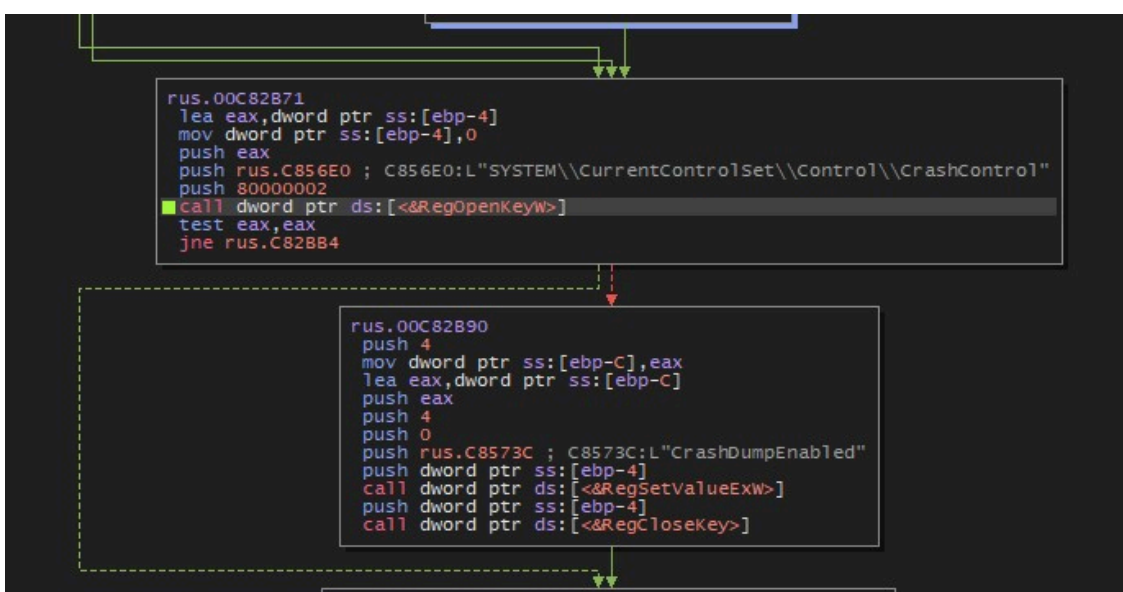 rus.00C82B71
lea eax,dword ptr ss:[ebp-4]
mov dword ptr ss:[ebp-4],0
push eax
push rus.C856E0 ; C856E0:L"SYSTEM\\CurrentControlSet\\Control\\CrashControl"
push 80000002
call dword ptr ds:[<&RegOpenKeyW>]
test eax,eax
jne rus.C82BB4
rus.00C82B90
push 4
mov dword ptr ss:[ebp-C],eax
lea eax,dword ptr ss:[ebp-C]
push eax
push 4
push 0
push rus.C8573C ; C8573C:L"CrashDumpEnabled"
push dword ptr ss:[ebp-4]
call dword ptr ds:[<&RegSetValueExW>]
push dword ptr ss:[ebp-4]
call dword ptr ds:[<&RegCloseKey>]